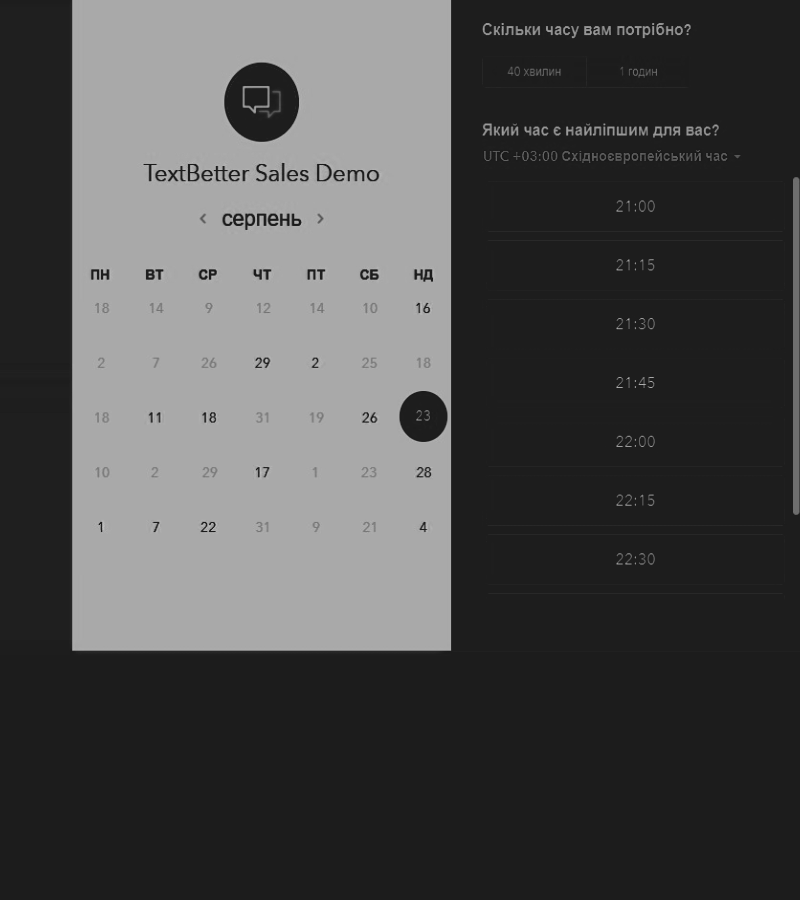 TextBetter Sales Demo
серпень
ПН ВТ СР ЧТ ПТ СБ НД
18 14 9 12 14 10 16
2 7 26 29 2 25 18
18 11 18 31 19 26 23
10 2 29 17 1 23 28
1 7 22 31 9 21 4
Скільки часу вам потрібно?
40 хвилин 1 годин
Який час є найліпшим для вас?
UTC +03:00 Східноєвропейський час
21:00
21:15
21:30
21:45
22:00
22:15
22:30